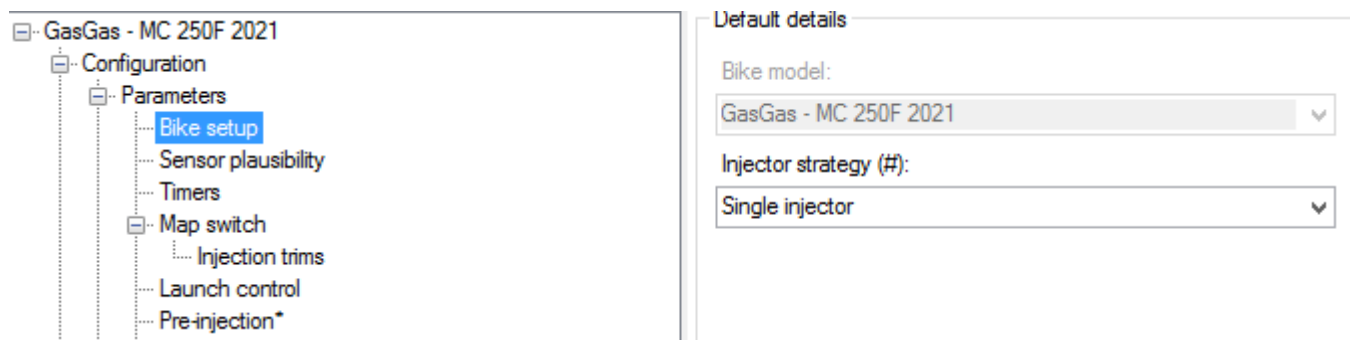 GasGas - MC 250F 2021
Configuration
Parameters
Bike setup
Sensor plausibility
Timers
Map switch
Injection trims
Launch control
Pre-injection*
Default details
Bike model:
GasGas - MC 250F 2021
Injector strategy (#):
Single injector